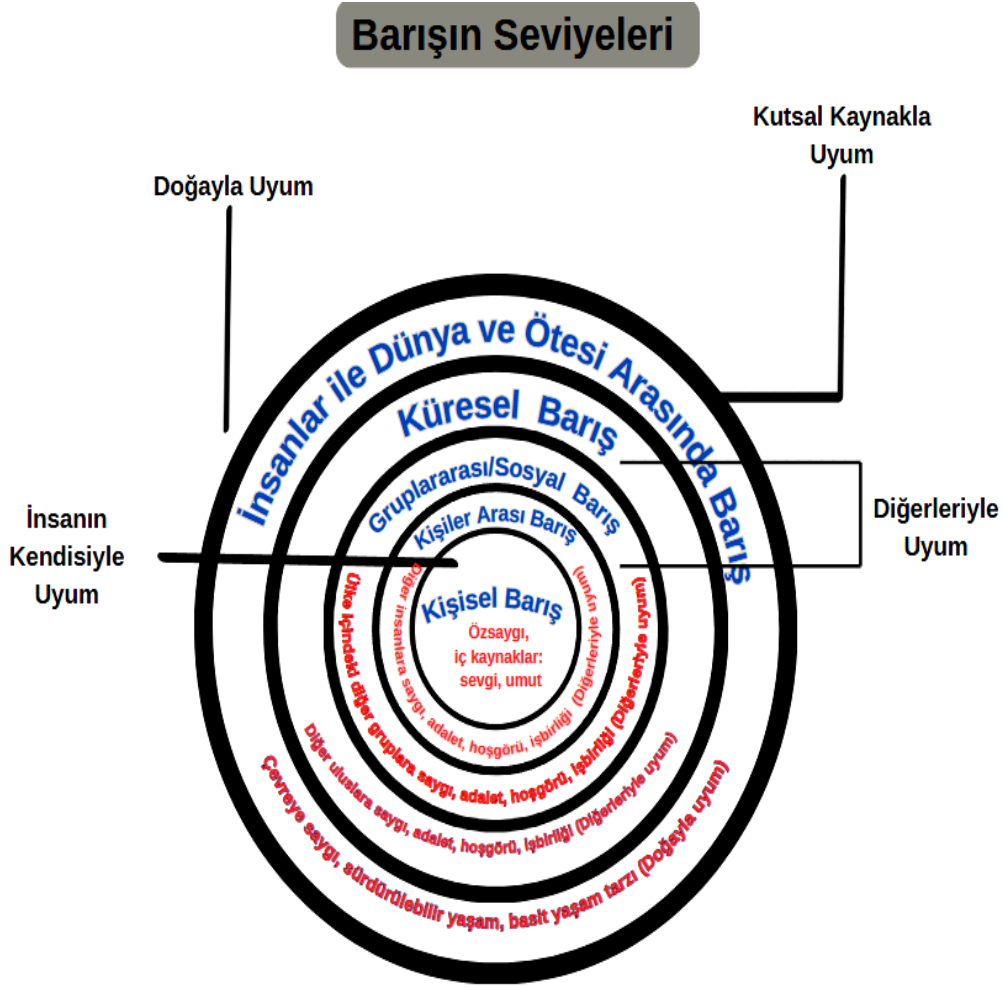 Barışın Seviyeleri
Kutsal Kaynakla
Uyum
Doğayla Uyum
İnsanlar ile Dünya ve Ötesi Arasında Barış
Küresel Barış
Gruplararası/Sosyal Barış
Kişiler Arası Barış
Diğerleriyle
Uyum
İnsanın
Kendisiyle
Uyum
Kişisel Barış
Özsaygı,
iç kaynaklar:
sevgi, umut
Diğer insanlara saygı, adalet, hoşgörü, işbirliği (Diğerleriyle uyum)
Ülke içindeki diğer gruplara saygı, adalet, hoşgörü, işbirliği (Diğerleriyle uyum)
Diğer uluslara saygı, adalet, hoşgörü, işbirliği (Diğerleriyle uyum)
Çevreye saygı, sürdürülebilir yaşam, basit yaşam tarzı (Doğayla uyum)